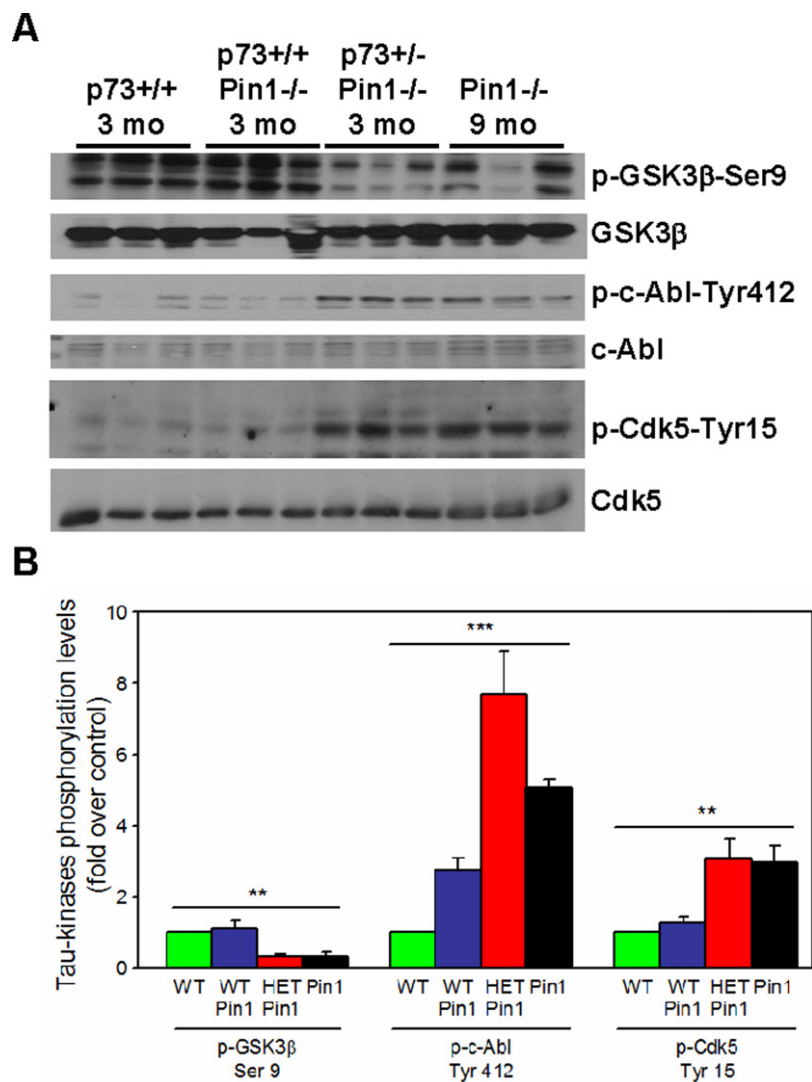 A
p73+/+
3 mo
p73+/+
Pin1-/-
3 mo
p73+/-
Pin1-/-
3 mo
Pin1-/-
9 mo
p-GSK3β-Ser9
GSK3β
p-c-Abl-Tyr412
c-Abl
p-Cdk5-Tyr15
Cdk5
B
Tau-kinases phosphorylation levels
(fold over control)
10
8
6
4
2
0
**
***
**
WT
WT
Pin1
HET
Pin1
Pin1
WT
WT
Pin1
HET
Pin1
Pin1
WT
WT
Pin1
HET
Pin1
Pin1
p-GSK3β
Ser 9
p-c-Abl
Tyr 412
p-Cdk5
Tyr 15